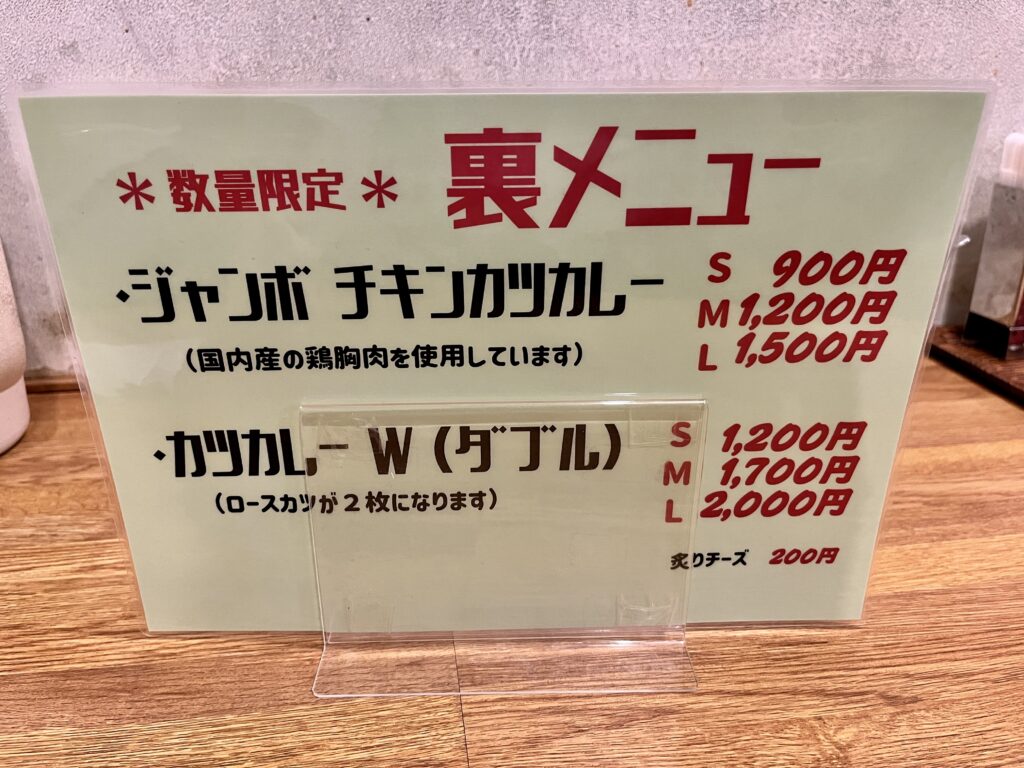 ＊数量限定＊ 裏メニュー
・ジャンボ チキンカツカレー S 900円
M 1,200円
（国内産の鶏胸肉を使用しています） L 1,500円
・カツカレー W（ダブル） S 1,200円
M 1,700円
（ロースカツが２枚になります） L 2,000円
炙りチーズ 200円